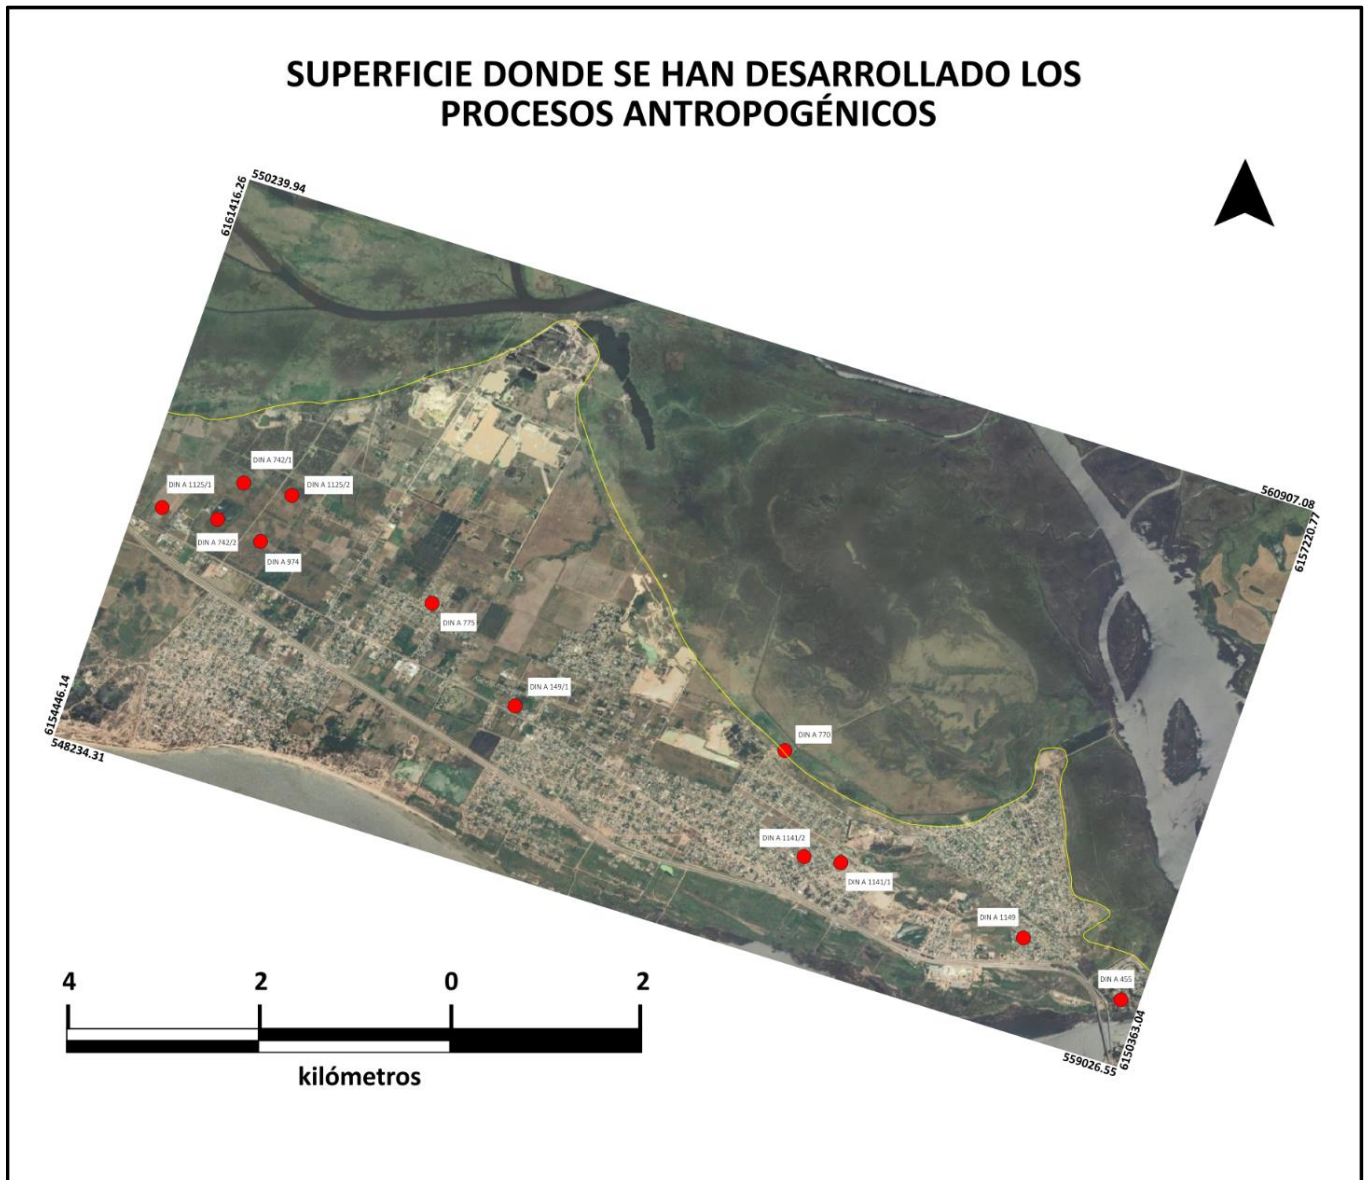 SUPERFICIE DONDE SE HAN DESARROLLADO LOS
PROCESOS ANTROPOGÉNICOS
550239.94
6161416.26
560907.08
6157220.77
DIN A 742/1
DIN A 1125/1
DIN A 1125/2
DIN A 742/2
DIN A 974
DIN A 775
DIN A 149/1
6154446.14
548234.31
DIN A 770
DIN A 1141/2
DIN A 1141/1
DIN A 1149
DIN A 455
559026.55
6150363.04
4 2 0 2
kilómetros